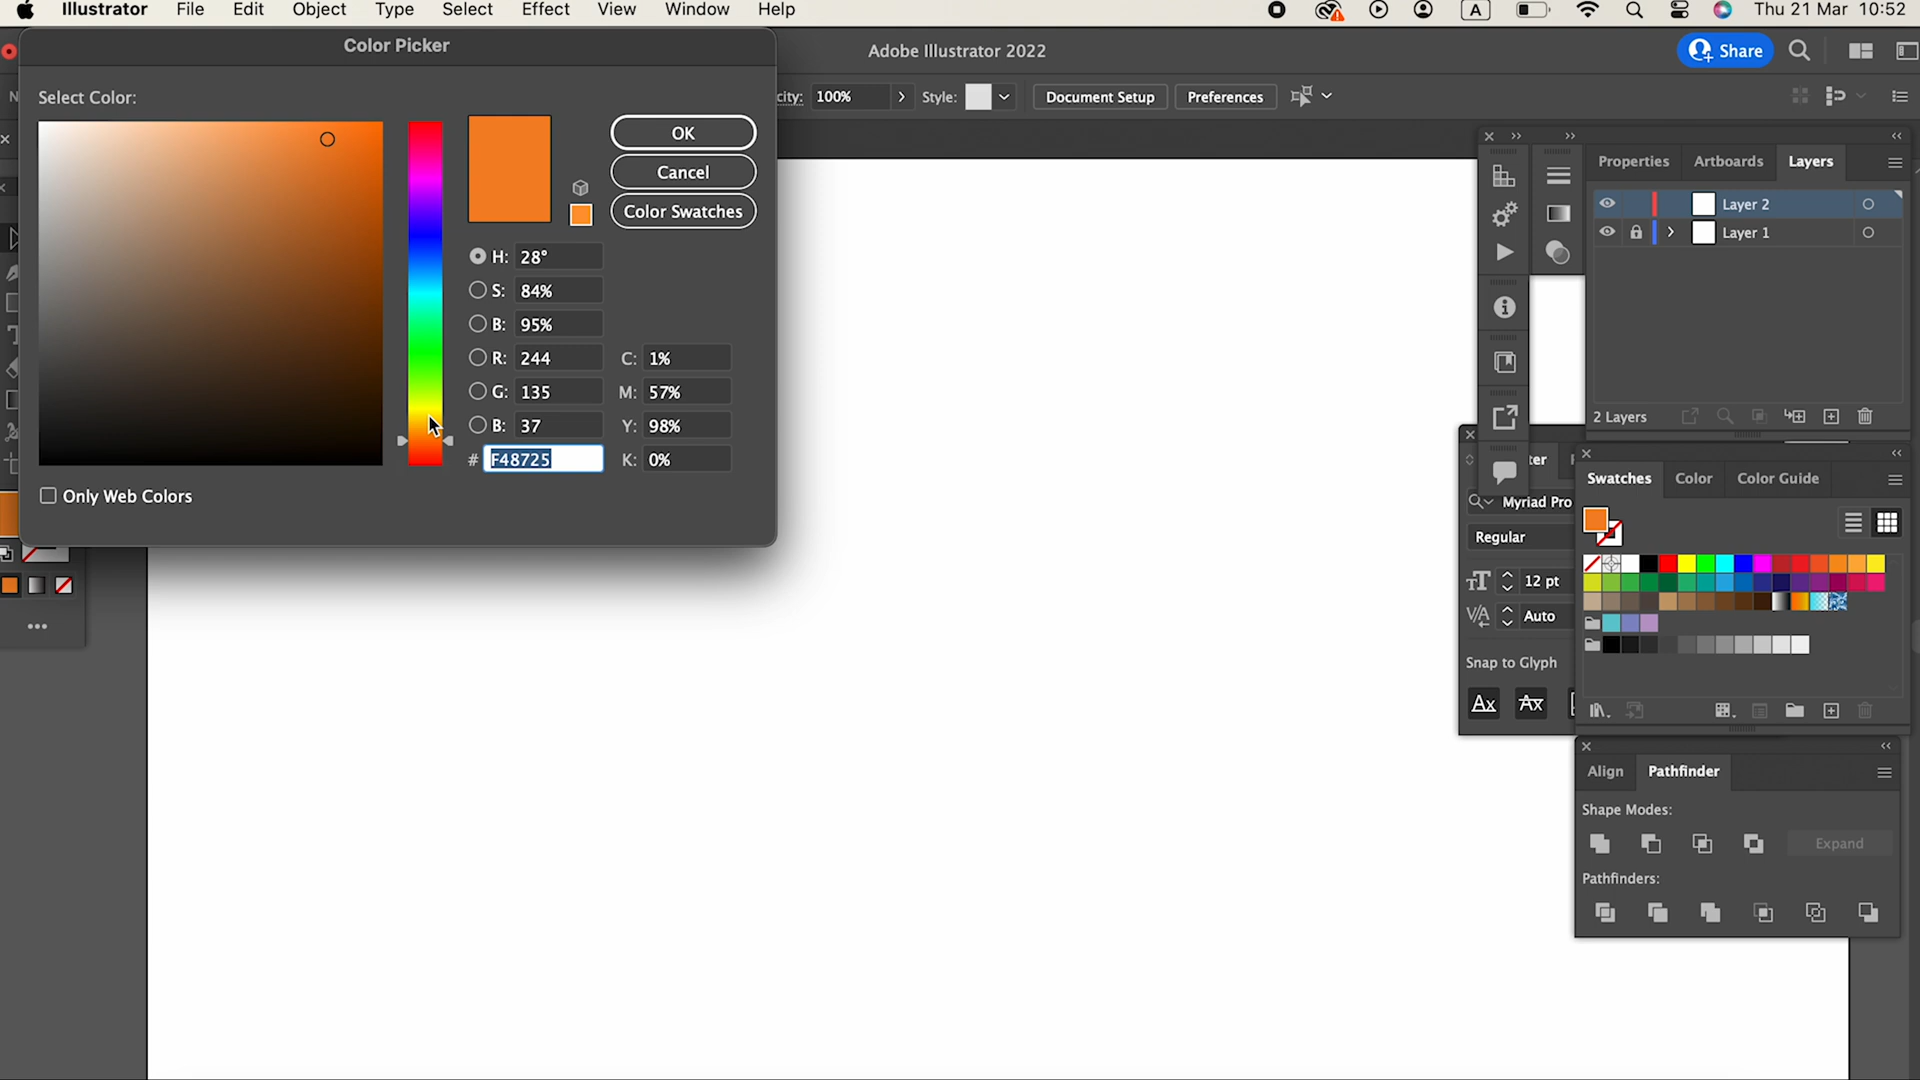 Illustrator File Edit Object Type Select Effect View Window Help
A
Thu 21 Mar 10:52
Color Picker
Adobe Illustrator 2022
Share
Select Color:
city: 100%
Style:
Document Setup
Preferences
OK
Cancel
Color Swatches
H: 28°
S: 84%
B: 95%
R: 244
C: 1%
G: 135
M: 57%
B: 37
Y: 98%
# F48725
K: 0%
Only Web Colors
Properties Artboards Layers
Layer 2
Layer 1
2 Layers
Swatches Color Color Guide
Myriad Pro
Regular
12 pt
Auto
Snap to Glyph
Align Pathfinder
Shape Modes:
Expand
Pathfinders: